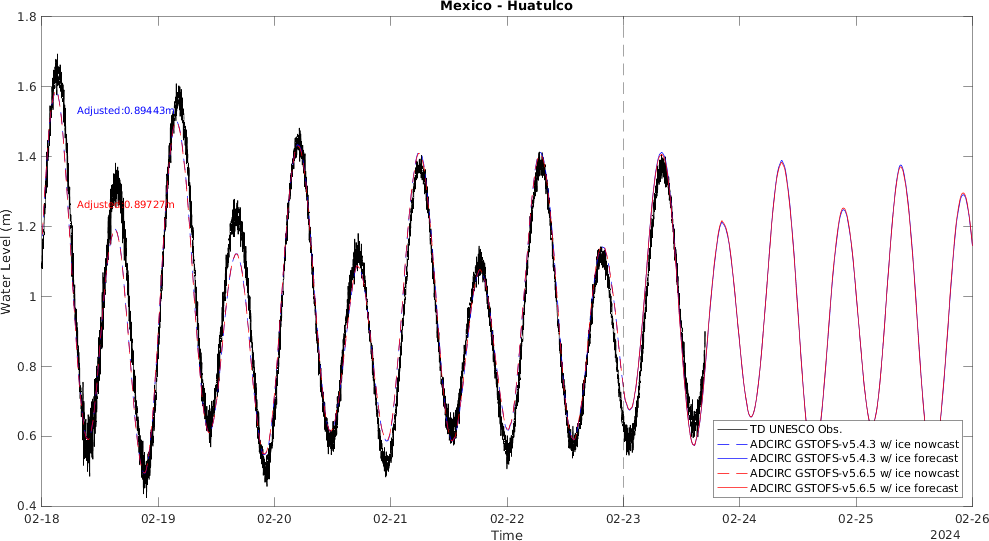 Mexico - Huatulco
1.8
1.6
1.4
1.2
1
0.8
0.6
0.4
Water Level (m)
Adjusted:0.89443m
Adjusted:0.89727m
TD UNESCO Obs.
ADCIRC GSTOFS-v5.4.3 w/ ice nowcast
ADCIRC GSTOFS-v5.4.3 w/ ice forecast
ADCIRC GSTOFS-v5.6.5 w/ ice nowcast
ADCIRC GSTOFS-v5.6.5 w/ ice forecast
02-18 02-19 02-20 02-21 02-22 02-23 02-24 02-25 02-26
Time
2024